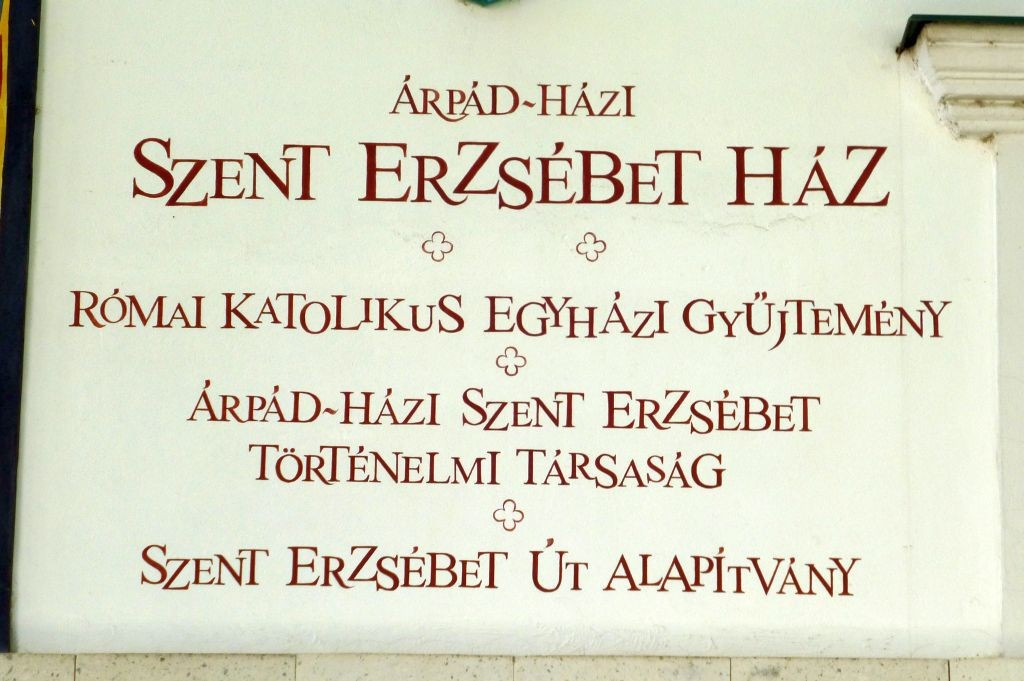 ÁRPÁD-HÁZI
SZENT ERZSÉBET HÁZ
RÓMAI KATOLIKUS EGYHÁZI GYŰJTEMÉNY
ÁRPÁD-HÁZI SZENT ERZSÉBET
TÖRTÉNELMI TÁRSASÁG
SZENT ERZSÉBET ÚT ALAPÍTVÁNY